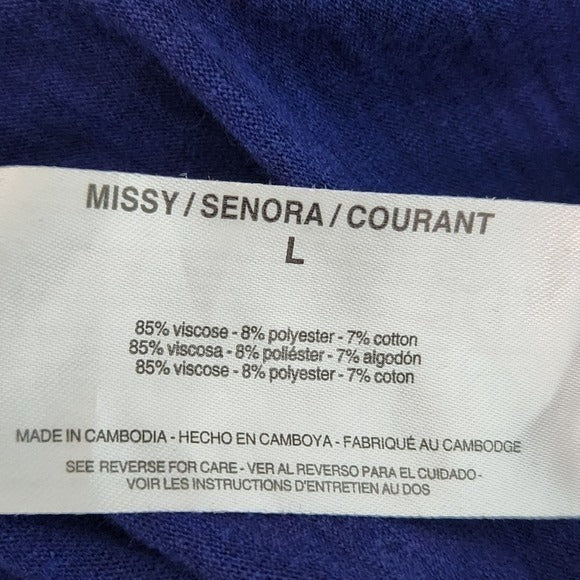 MISSY / SENORA / COURANT
L
85% viscose - 8% polyester - 7% cotton
85% viscosa - 8% poliéster - 7% algodón
85% viscose - 8% polyester - 7% coton
MADE IN CAMBODIA - HECHO EN CAMBOYA - FABRIQUÉ AU CAMBODGE
SEE REVERSE FOR CARE - VER AL REVERSO PARA EL CUIDADO -
VOIR LES INSTRUCTIONS D'ENTRETIEN AU DOS